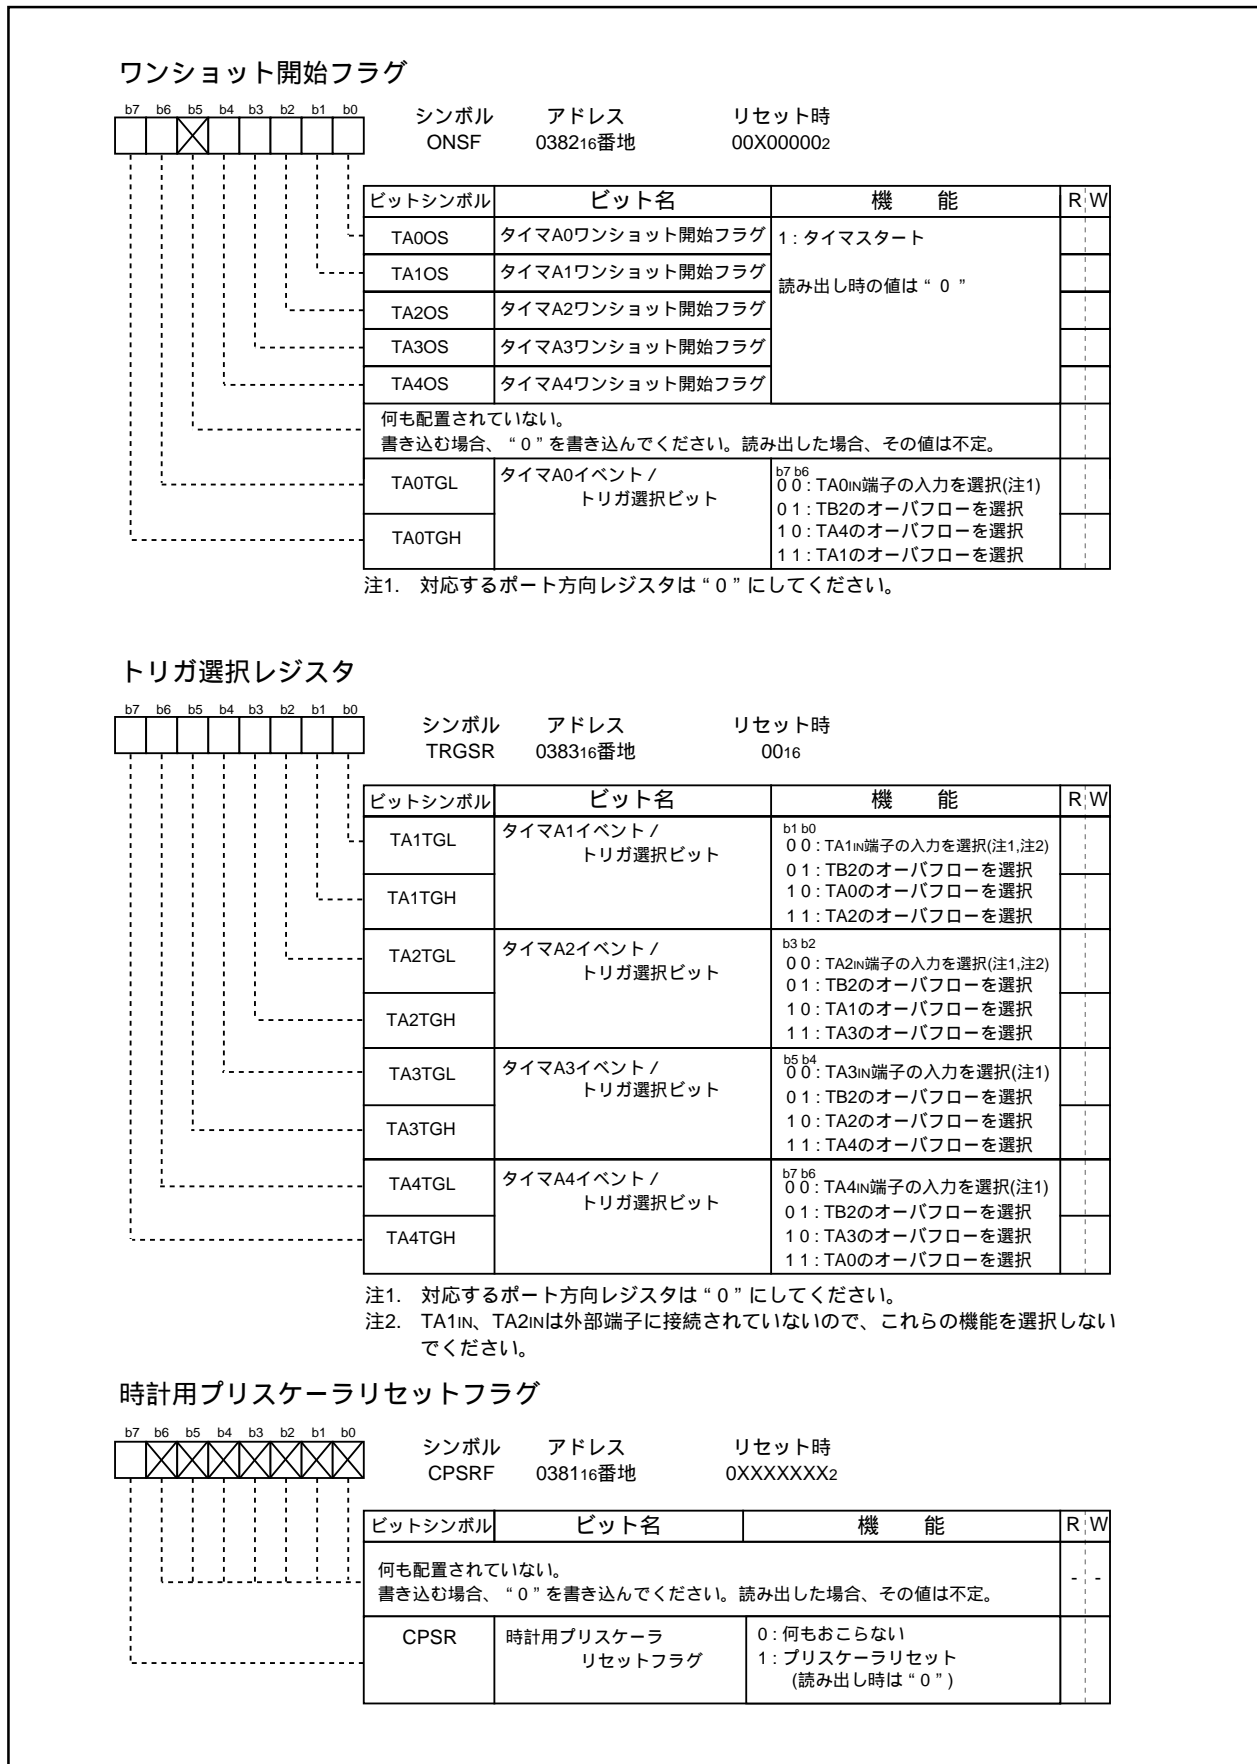 ワンショット開始フラグ
b7 b6 b5 b4 b3 b2 b1 b0
シンボル アドレス リセット時
ONSF 038216番地 00X000002
ビットシンボル ビット名 機 能 R W
TA0OS タイマA0ワンショット開始フラグ 1 : タイマスタート
TA1OS タイマA1ワンショット開始フラグ 読み出し時の値は“ 0 ”
TA2OS タイマA2ワンショット開始フラグ
TA3OS タイマA3ワンショット開始フラグ
TA4OS タイマA4ワンショット開始フラグ
何も配置されていない。
書き込む場合、“ 0 ” を書き込んでください。読み出した場合、その値は不定。
TA0TGL タイマA0イベント / b7 b6
トリガ選択ビット 0 0 : TA0IN端子の入力を選択(注1)
0 1 : TB2のオーバフローを選択
TA0TGH 1 0 : TA4のオーバフローを選択
1 1 : TA1のオーバフローを選択
注1. 対応するポート方向レジスタは “ 0 ” にしてください。
トリガ選択レジスタ
b7 b6 b5 b4 b3 b2 b1 b0
シンボル アドレス リセット時
TRGSR 038316番地 0016
ビットシンボル ビット名 機 能 R W
TA1TGL タイマA1イベント / b1 b0
トリガ選択ビット 0 0 : TA1IN端子の入力を選択(注1,注2)
0 1 : TB2のオーバフローを選択
TA1TGH 1 0 : TA0のオーバフローを選択
1 1 : TA2のオーバフローを選択
TA2TGL タイマA2イベント / b3 b2
トリガ選択ビット 0 0 : TA2IN端子の入力を選択(注1,注2)
0 1 : TB2のオーバフローを選択
TA2TGH 1 0 : TA1のオーバフローを選択
1 1 : TA3のオーバフローを選択
TA3TGL タイマA3イベント / b5 b4
トリガ選択ビット 0 0 : TA3IN端子の入力を選択(注1)
0 1 : TB2のオーバフローを選択
TA3TGH 1 0 : TA2のオーバフローを選択
1 1 : TA4のオーバフローを選択
TA4TGL タイマA4イベント / b7 b6
トリガ選択ビット 0 0 : TA4IN端子の入力を選択(注1)
0 1 : TB2のオーバフローを選択
TA4TGH 1 0 : TA3のオーバフローを選択
1 1 : TA0のオーバフローを選択
注1. 対応するポート方向レジスタは “ 0 ” にしてください。
注2. TA1IN、TA2INは外部端子に接続されていないので、これらの機能を選択しない
でください。
時計用プリスケーラリセットフラグ
b7 b6 b5 b4 b3 b2 b1 b0
シンボル アドレス リセット時
CPSRF 038116番地 0XXXXXXX2
ビットシンボル ビット名 機 能 R W
何も配置されていない。
書き込む場合、“ 0 ” を書き込んでください。読み出した場合、その値は不定。 - -
CPSR 時計用プリスケーラ 0 : 何もおこらない
リセットフラグ 1 : プリスケーラリセット
(読み出し時は “ 0 ” )